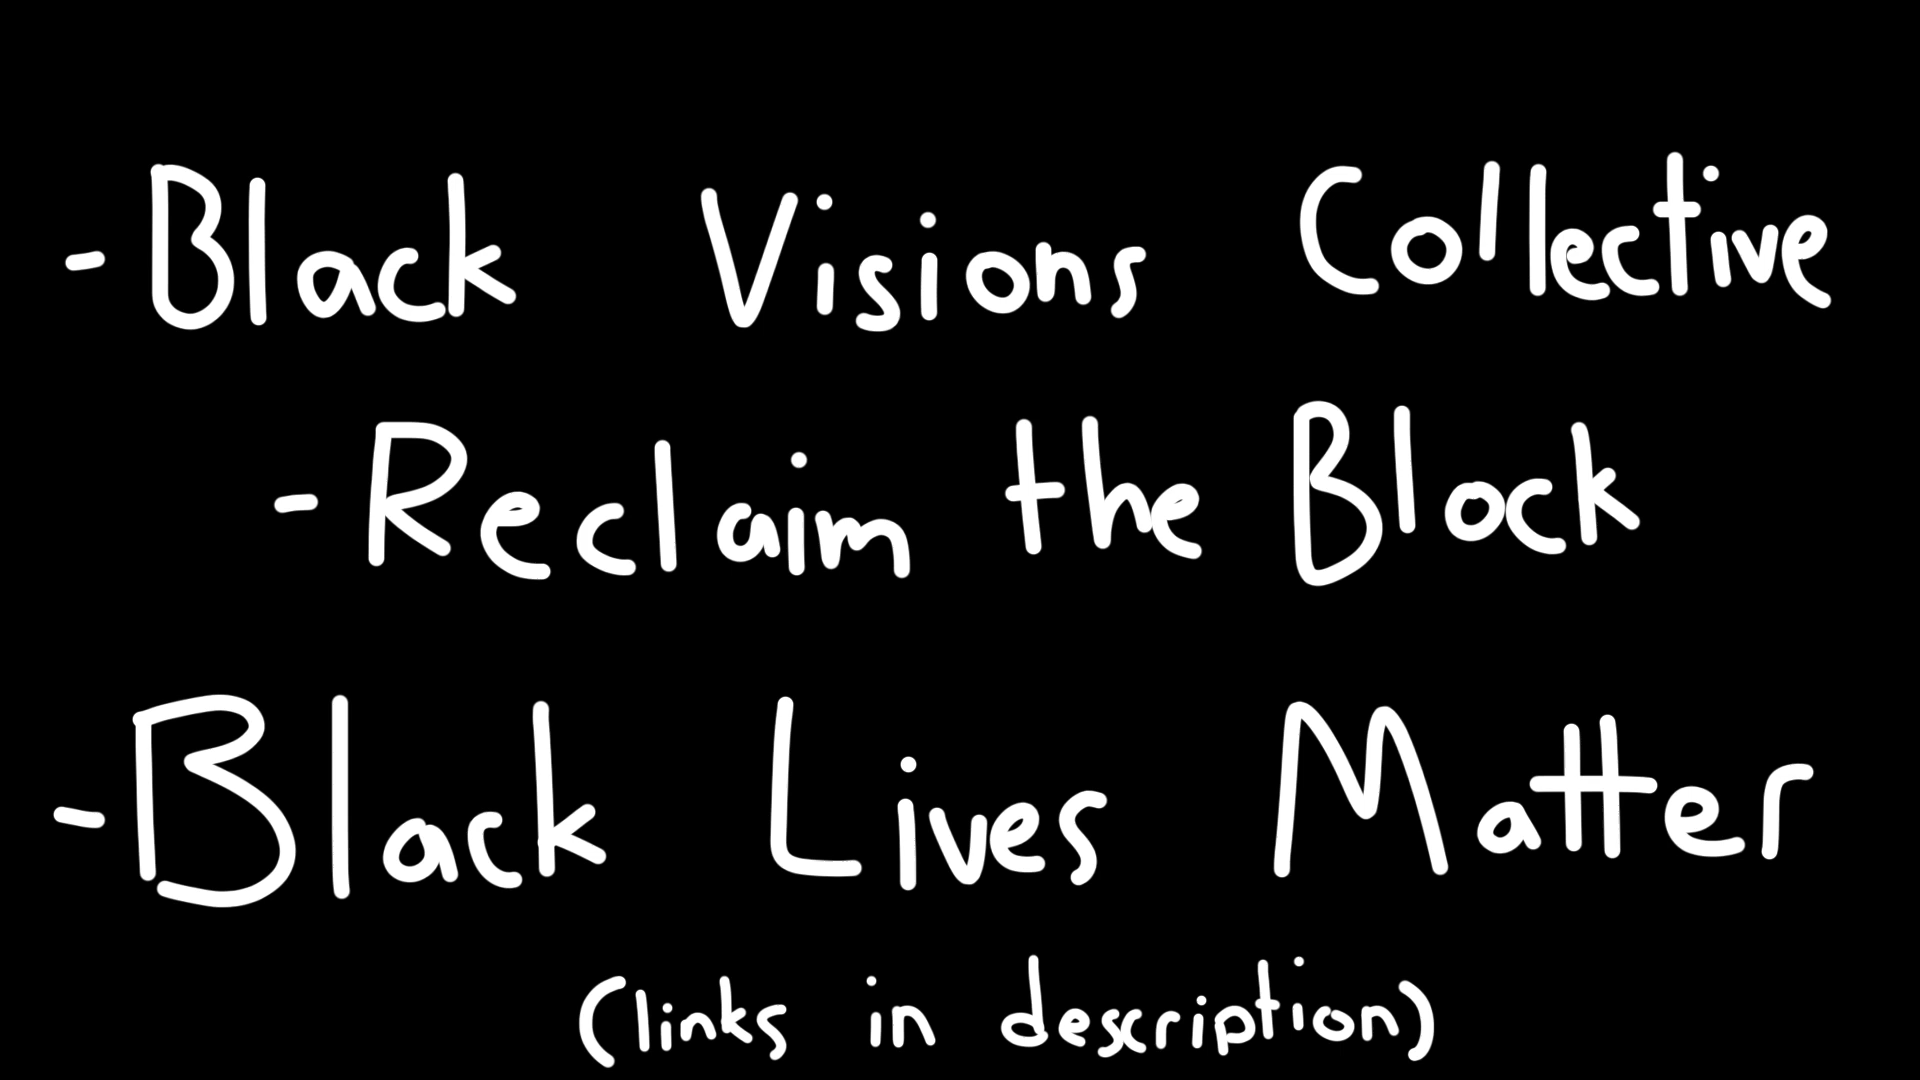 -Black Visions Collective
-Reclaim the Block
-Black Lives Matter
(links in description)